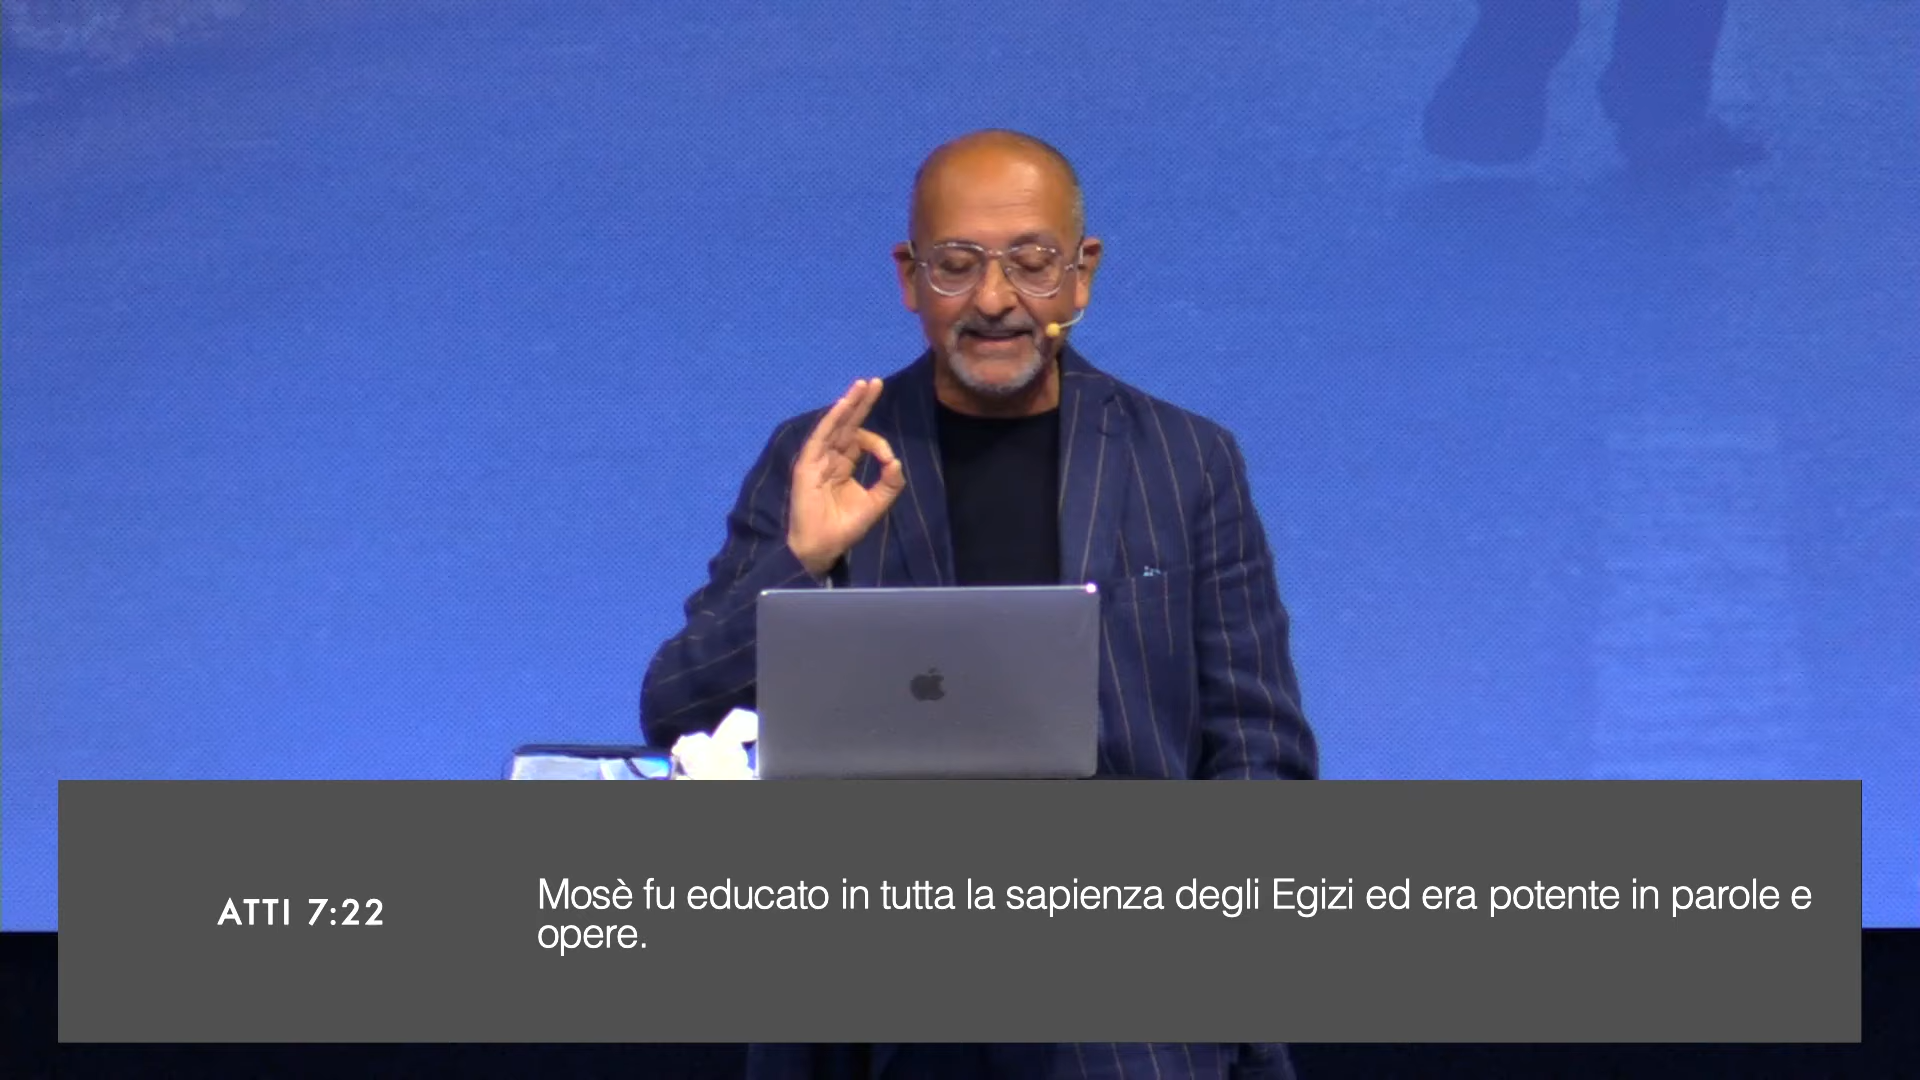 ATTI 7:22
Mosè fu educato in tutta la sapienza degli Egizi ed era potente in parole e
opere.